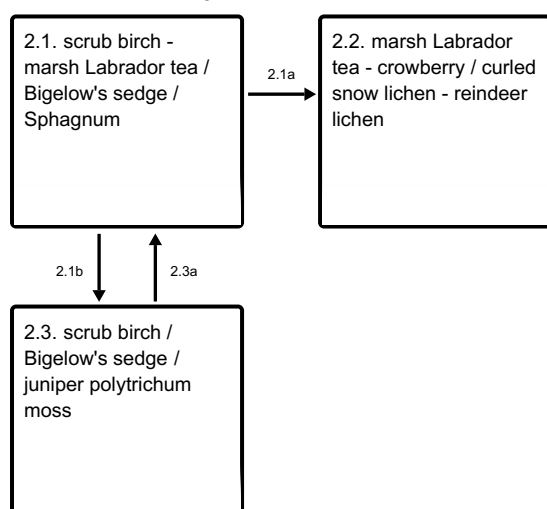 2.1. scrub birch -
marsh Labrador tea /
Bigelow's sedge /
Sphagnum
2.1a
2.2. marsh Labrador
tea - crowberry / curled
snow lichen - reindeer
lichen
2.1b
2.3a
2.3. scrub birch /
Bigelow's sedge /
juniper polytrichum
moss